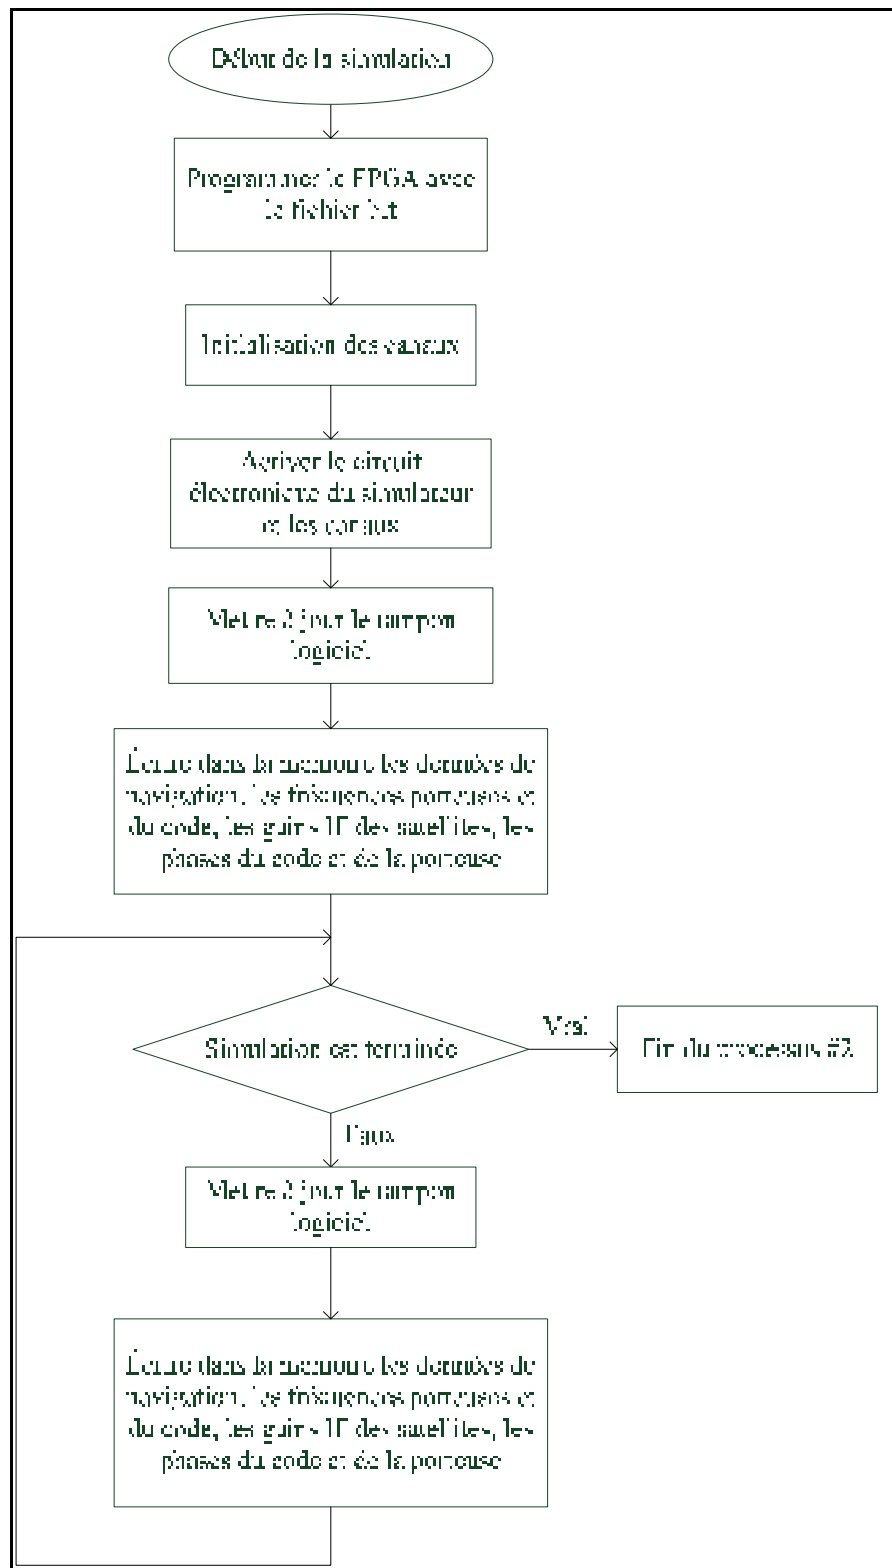 Début de la simulation
Programmer le FPGA avec
le fichier bit
Initialisation des canaux
Activer le circuit
électronique du simulateur
et les canaux
Mettre à jour le tampon
logiciel
Écrire dans la mémoire les données de
navigation, les fréquences porteuses et
du code, les gains IF des satellites, les
phases du code et de la porteuse
Simulation est terminée
Vrai
Fin du processus #2
Faux
Mettre à jour le tampon
logiciel
Écrire dans la mémoire les données de
navigation, les fréquences porteuses et
du code, les gains IF des satellites, les
phases du code et de la porteuse